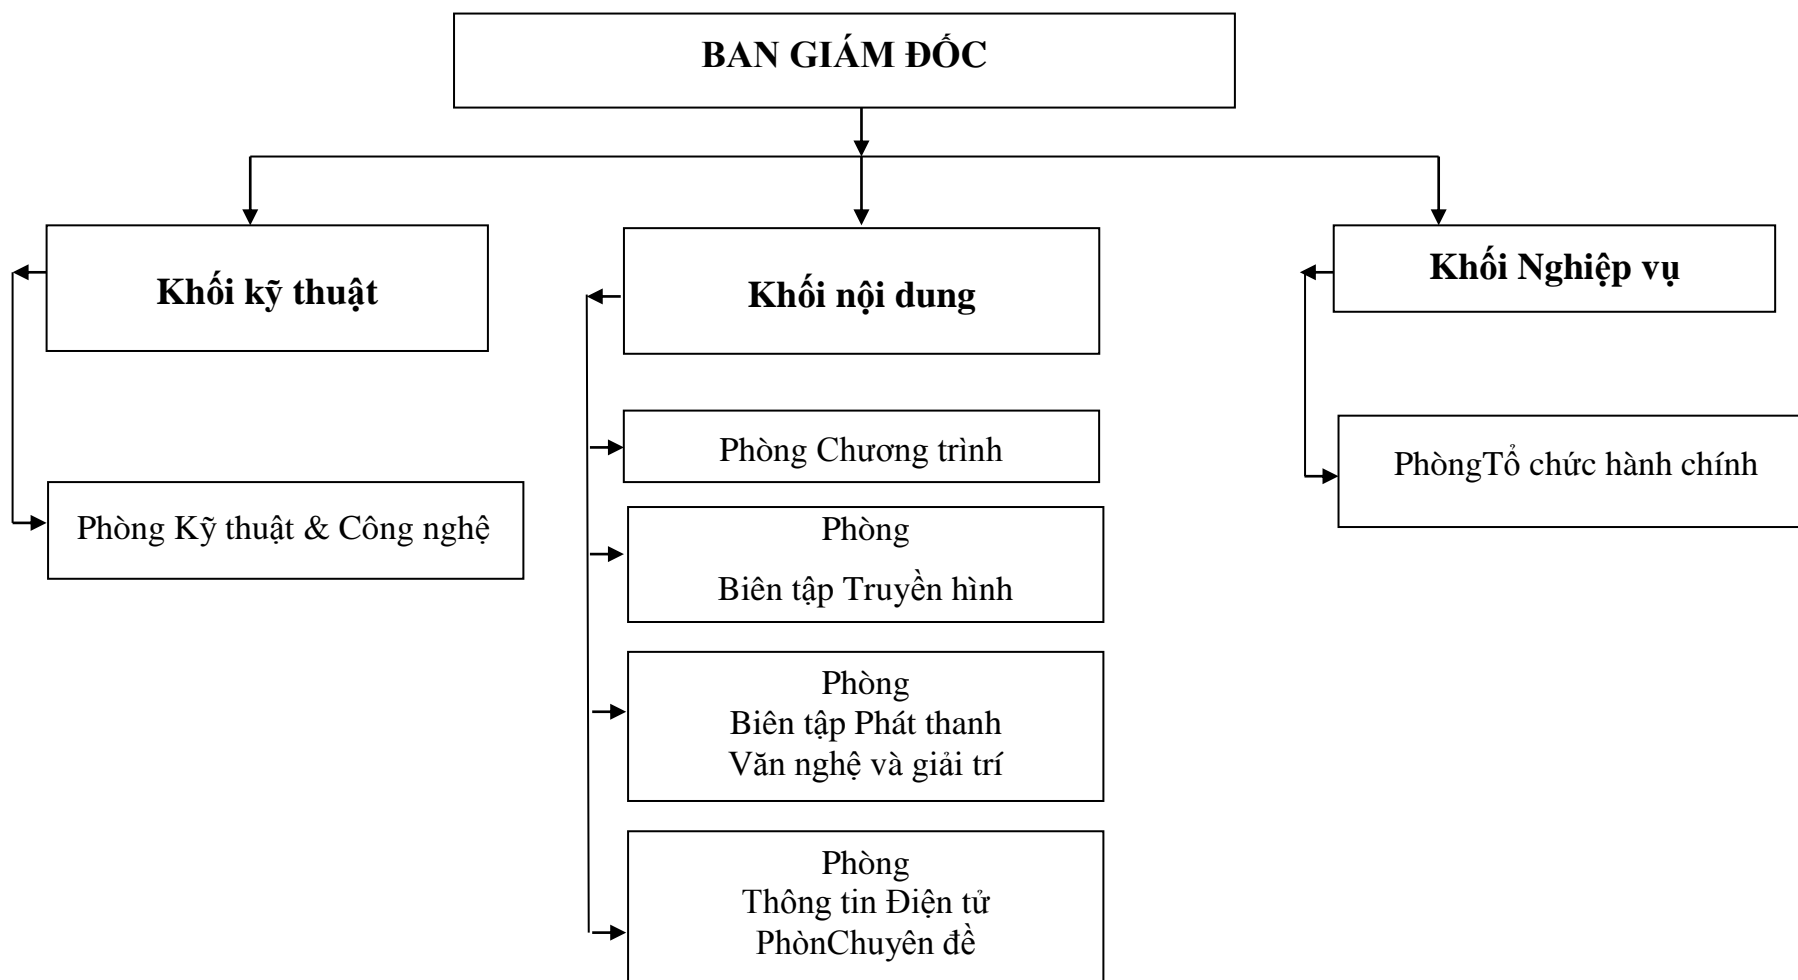 BAN GIÁM ĐỐC
Khối kỹ thuật
Khối nội dung
Khối Nghiệp vụ
Phòng Chương trình
PhòngTổ chức hành chính
Phòng Kỹ thuật & Công nghệ
Phòng
Biên tập Truyền hình
Phòng
Biên tập Phát thanh
Văn nghệ và giải trí
Phòng
Thông tin Điện tử
PhònChuyên đề